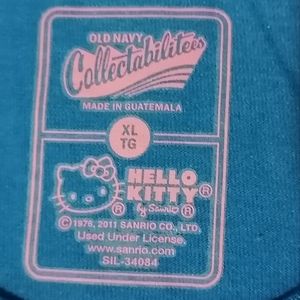 OLD NAVY
Collectabilitees
MADE IN GUATEMALA
XL
TG
HELLO
KITTY®
® by Sanrio®
© 1976, 2011 SANRIO CO., LTD.
Used Under License.
www.sanrio.com
SIL-34084